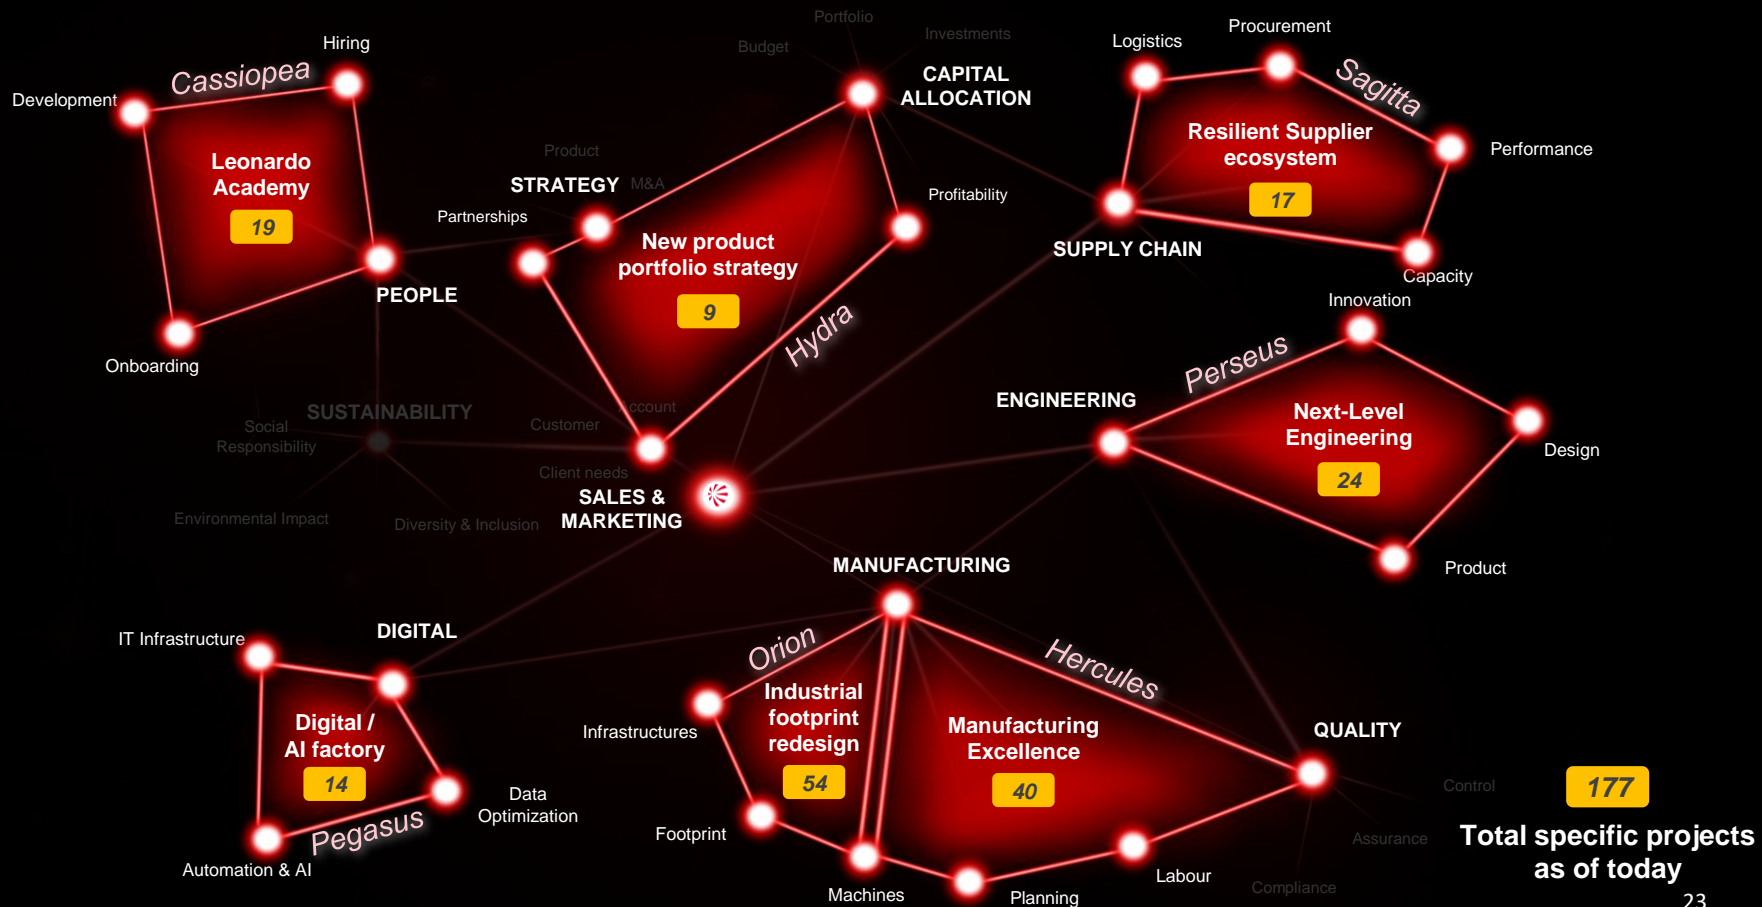 Hiring
Cassiopea
Development
Leonardo
Academy
19
PEOPLE
Onboarding
Portfolio
Budget
Investments
CAPITAL
ALLOCATION
Product
STRATEGY
M&A
Partnerships
Profitability
New product
portfolio strategy
9
Hydra
Account
Customer
Client needs
SALES &
MARKETING
Logistics
Procurement
Sagitta
Resilient Supplier
ecosystem
17
Performance
SUPPLY CHAIN
Capacity
Innovation
Perseus
ENGINEERING
Next-Level
Engineering
24
Design
Product
SUSTAINABILITY
Social
Responsibility
Environmental Impact
Diversity & Inclusion
IT Infrastructure
DIGITAL
Digital /
AI factory
14
Data
Optimization
Pegasus
Automation & AI
MANUFACTURING
Orion
Hercules
Industrial
footprint
redesign
54
Infrastructures
Footprint
Machines
Manufacturing
Excellence
40
Planning
Labour
QUALITY
Control
Assurance
Compliance
177
Total specific projects
as of today
23